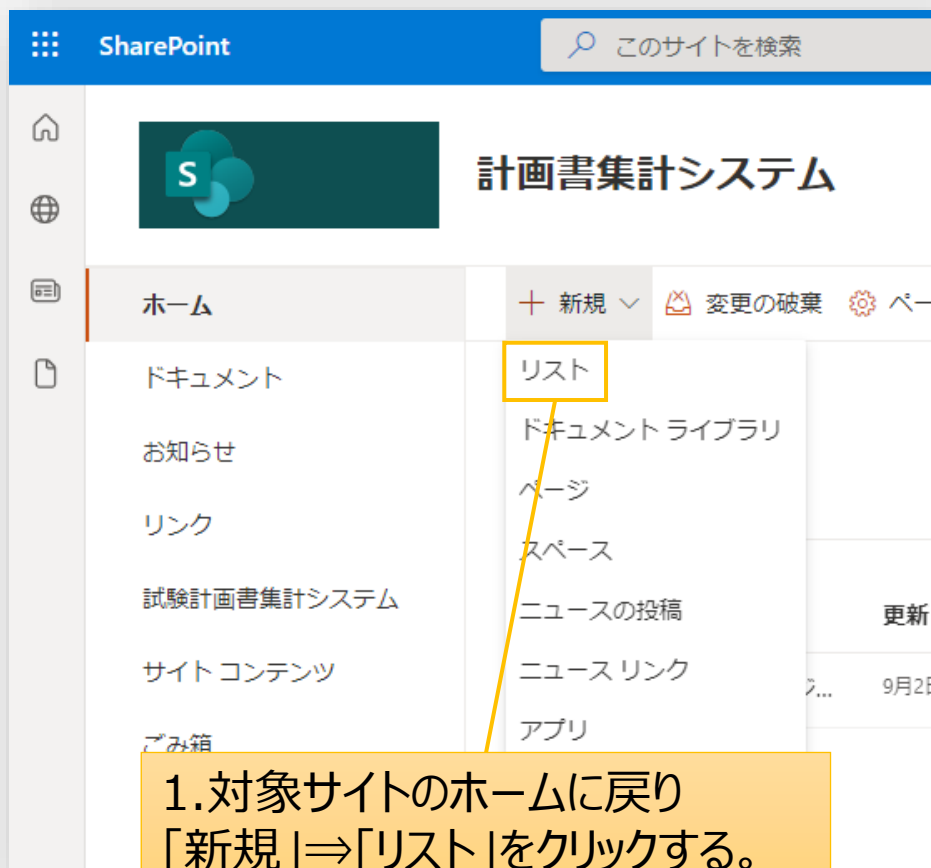 SharePoint
このサイトを検索
S
計画書集計システム
ホーム
ドキュメント
お知らせ
リンク
試験計画書集計システム
サイト コンテンツ
ごみ箱
+ 新規
変更の破棄
ペー
リスト
ドキュメント ライブラリ
ページ
スペース
ニュースの投稿
ニュース リンク
アプリ
更新
ジ...
9月2日
1.対象サイトのホームに戻り
「新規」⇒「リスト」をクリックする。